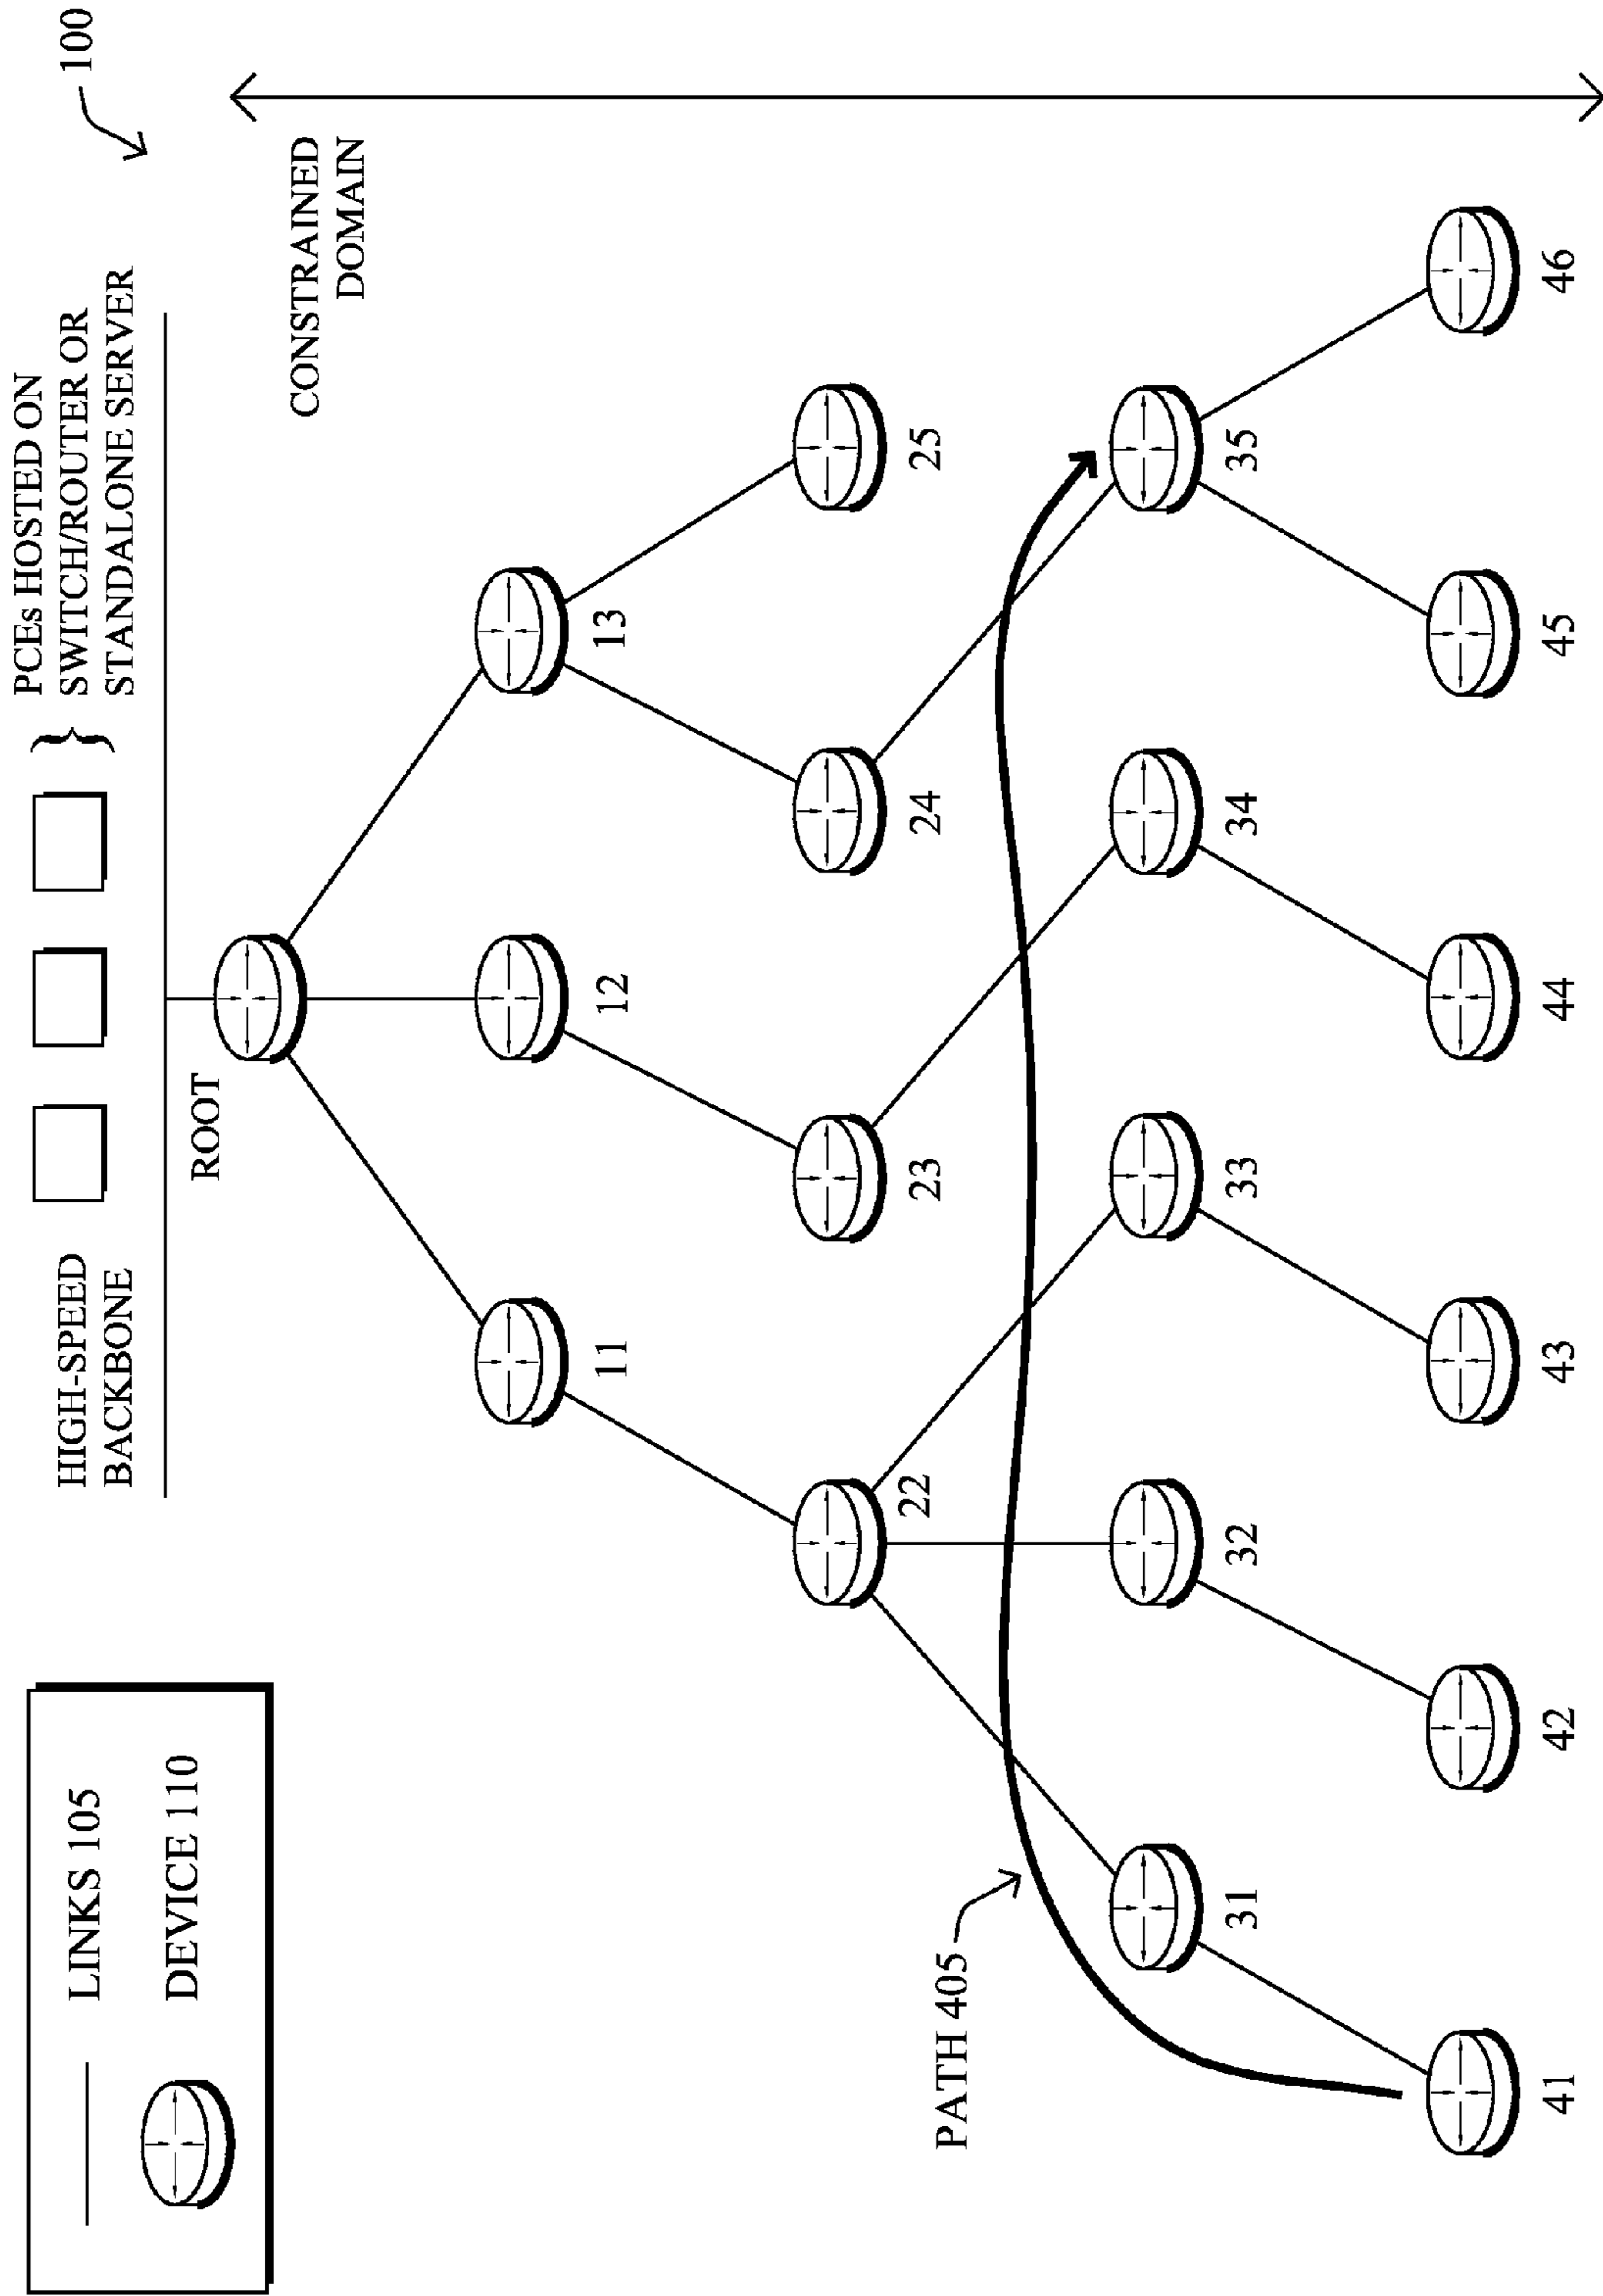 LINKS 105
DEVICE 110
HIGH-SPEED
BACKBONE
PCEs HOSTED ON
SWITCH/ROUTER OR
STANDALONE SERVER
100
ROOT
CONSTRAINED
DOMAIN
11
12
13
22
23
24
25
PATH 405
31
32
33
34
35
41
42
43
44
45
46